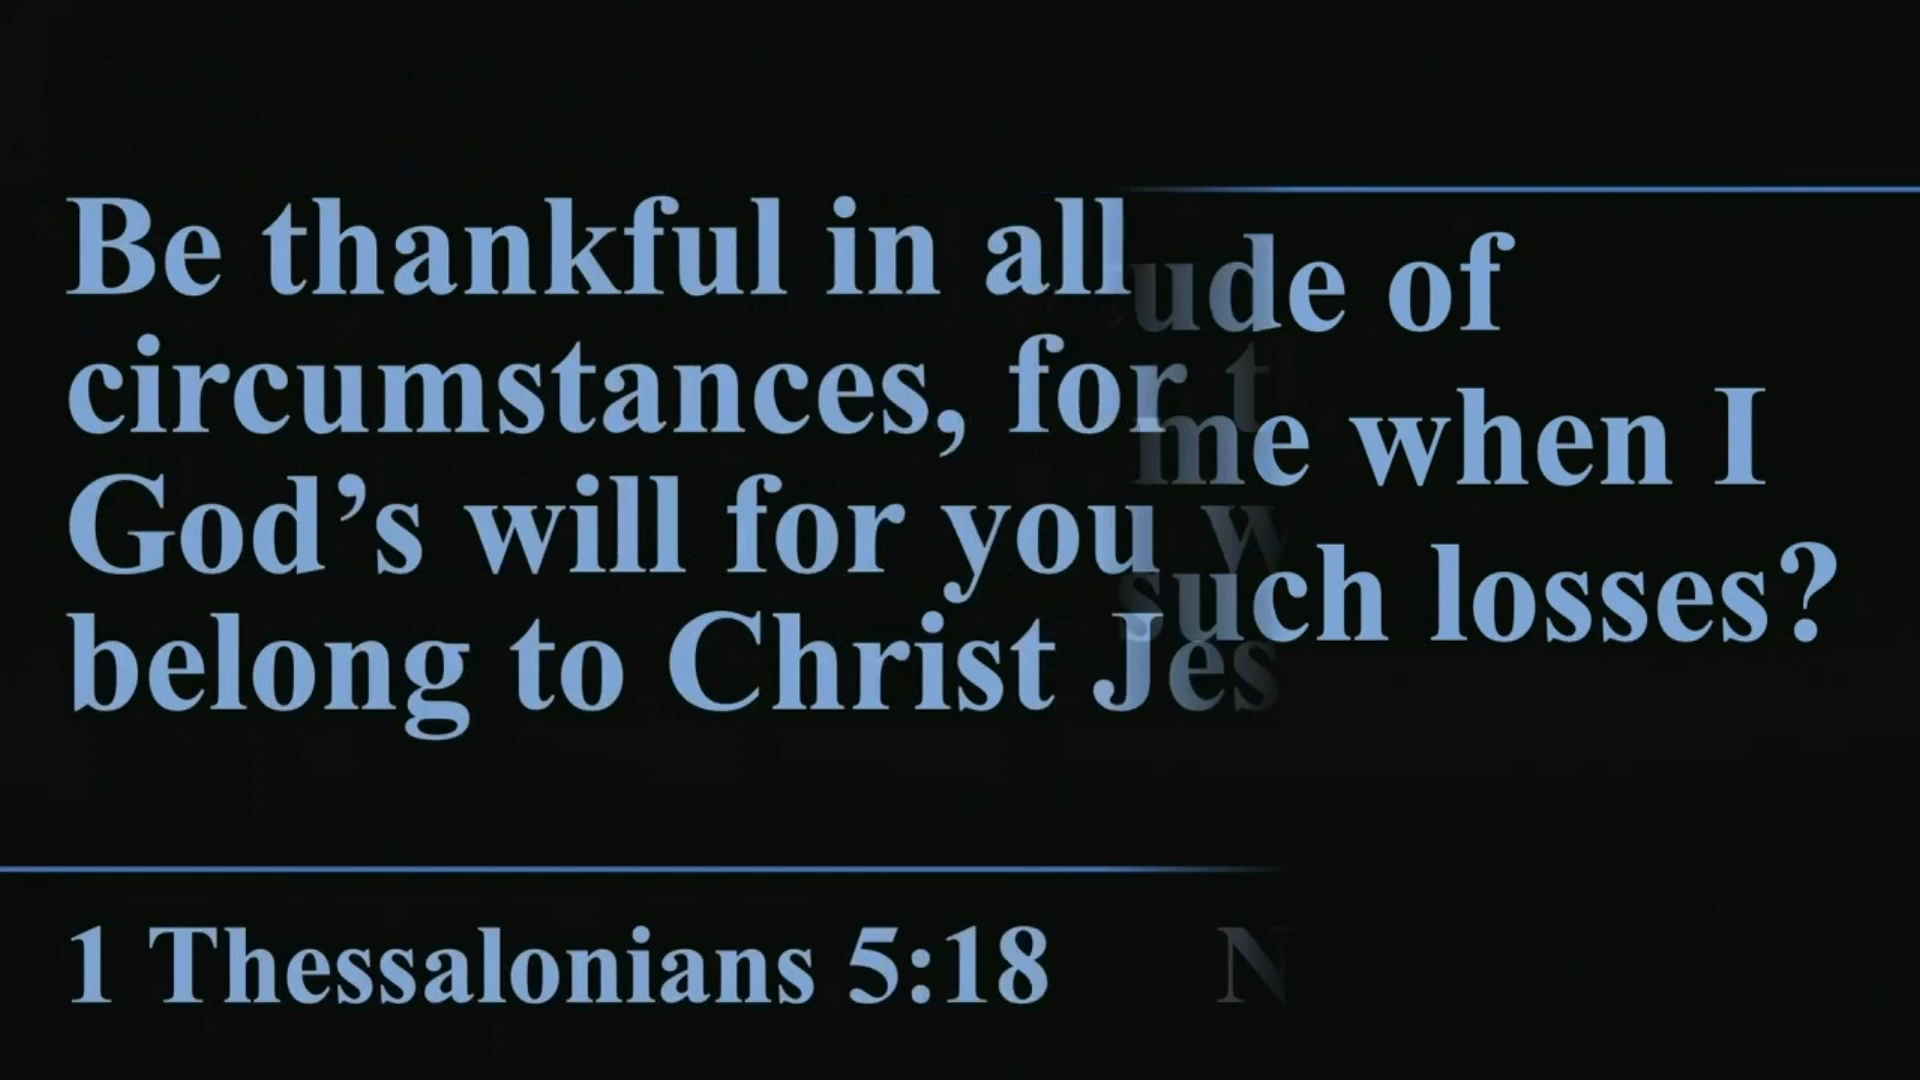 Be thankful in all
ude of
circumstances, for t
me when I
God's will for you w
such losses?
belong to Christ Jes
1 Thessalonians 5:18 N